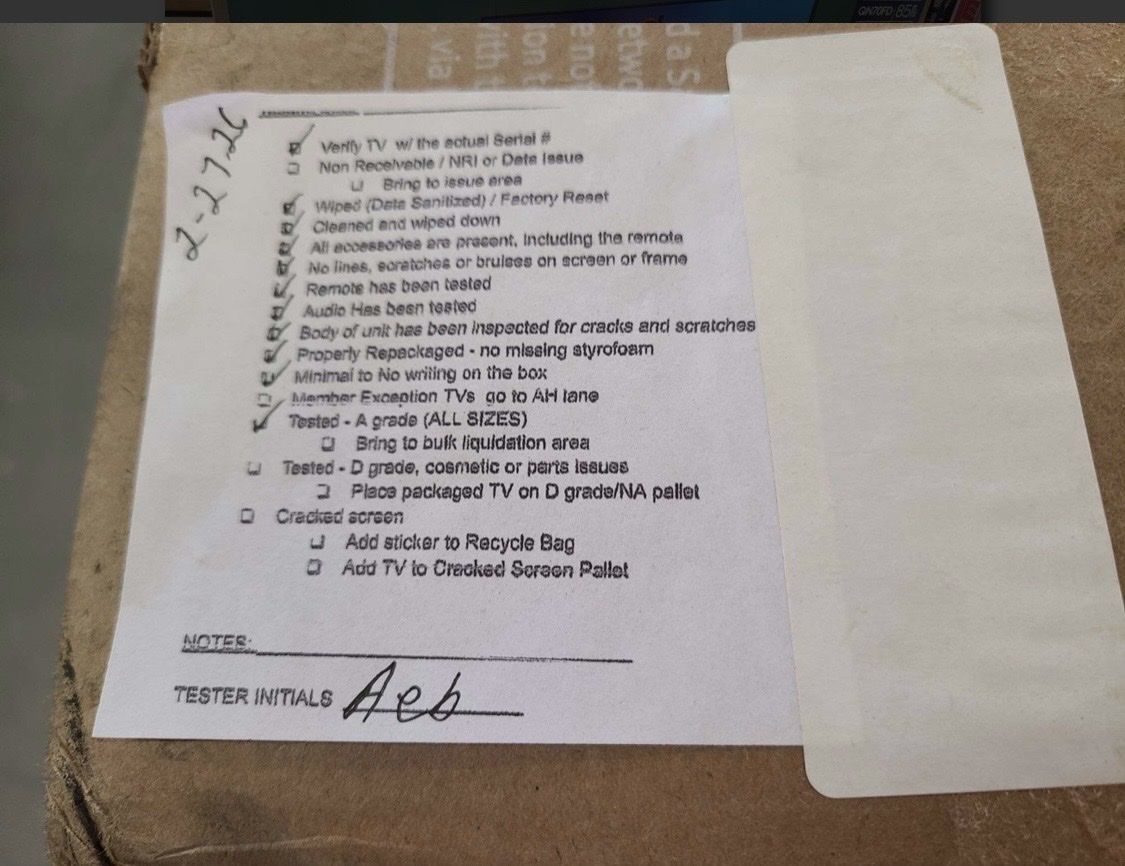 QN70FD 85
2-27-26
Verify TV w/ the actual Serial #
Non Receivable / NRI or Data Issue
Bring to issue area
Wiped (Data Sanitized) / Factory Reset
Cleaned and wiped down
All accessories are present, including the remote
No lines, scratches or bruises on screen or frame
Remote has been tested
Audio Has been tested
Body of unit has been inspected for cracks and scratches
Properly Repackaged - no missing styrofoam
Minimal to No writing on the box
Member Exception TVs go to AH lane
Tested - A grade (ALL SIZES)
Bring to bulk liquidation area
Tested - D grade, cosmetic or parts issues
Place packaged TV on D grade/NA pallet
Cracked screen
Add sticker to Recycle Bag
Add TV to Cracked Screen Pallet
NOTES:
TESTER INITIALS Aeb
via